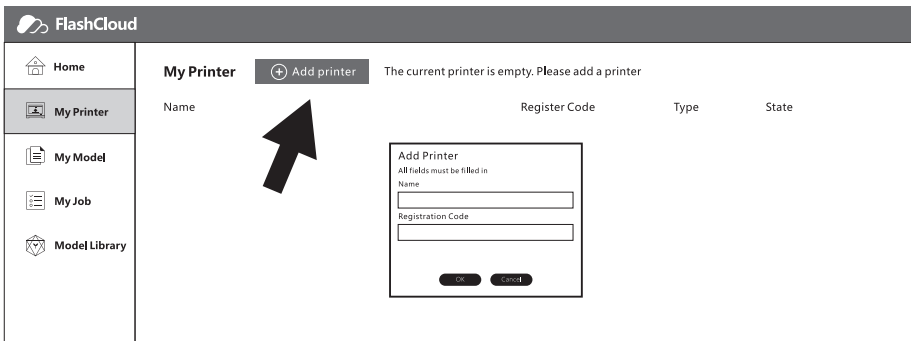 FlashCloud
Home
My Printer
My Model
My Job
Model Library
My Printer Add printer The current printer is empty. Please add a printer
Name Register Code Type State
Add Printer
All fields must be filled in
Name
Registration Code
OK Cancel